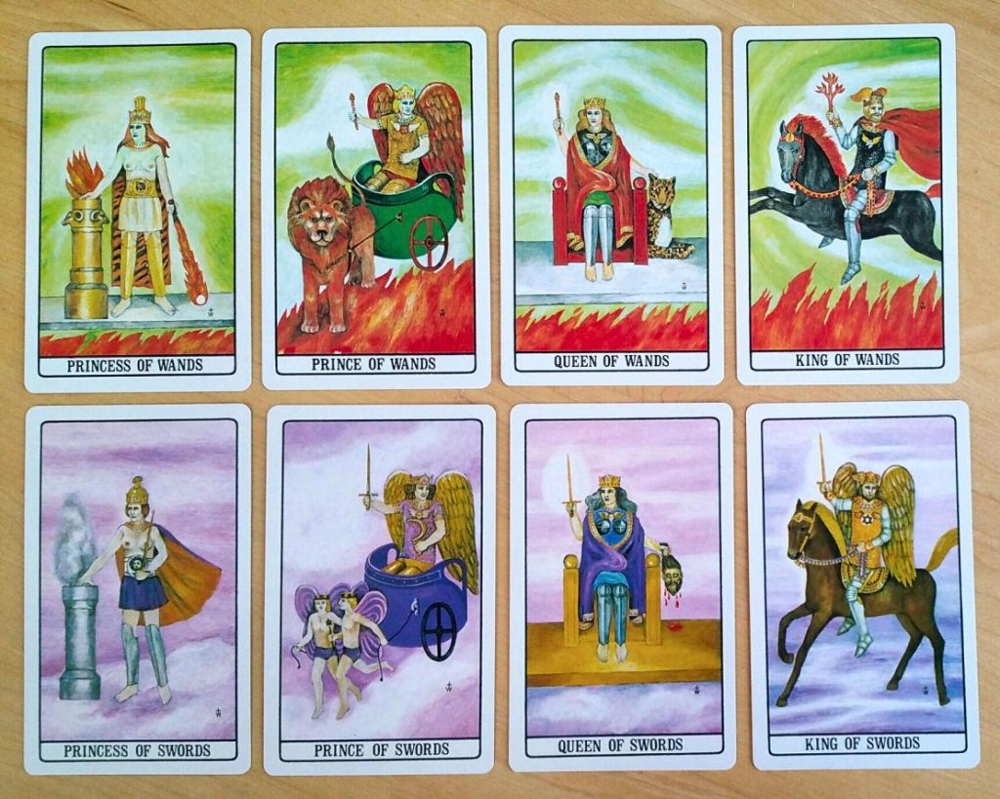 PRINCESS OF WANDS
PRINCE OF WANDS
QUEEN OF WANDS
KING OF WANDS
PRINCESS OF SWORDS
PRINCE OF SWORDS
QUEEN OF SWORDS
KING OF SWORDS